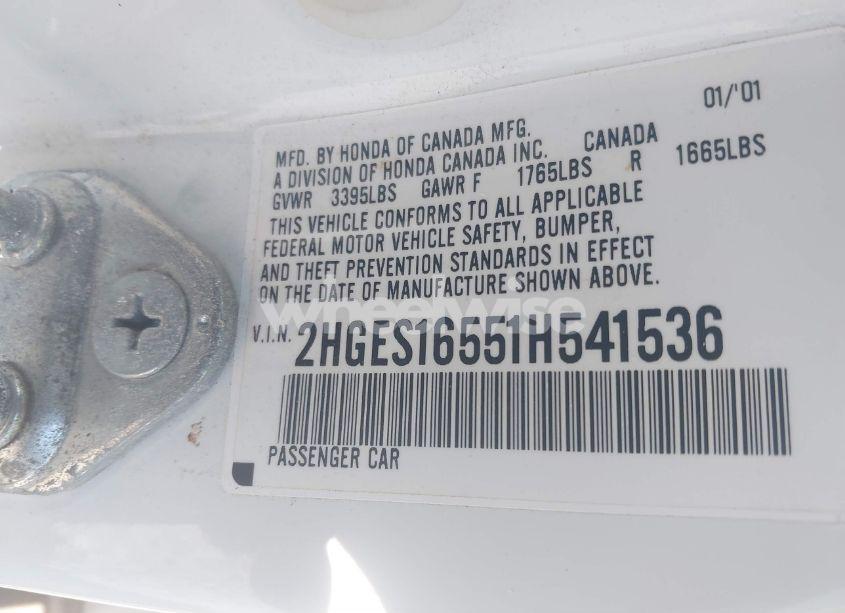 01/'01
MFD. BY HONDA OF CANADA MFG.
A DIVISION OF HONDA CANADA INC. CANADA
GVWR 3395LBS GAWR F 1765LBS R 1665LBS
THIS VEHICLE CONFORMS TO ALL APPLICABLE
FEDERAL MOTOR VEHICLE SAFETY, BUMPER,
AND THEFT PREVENTION STANDARDS IN EFFECT
ON THE DATE OF MANUFACTURE SHOWN ABOVE.
wheelwise
V.I.N. 2HGES16551H541536
PASSENGER CAR